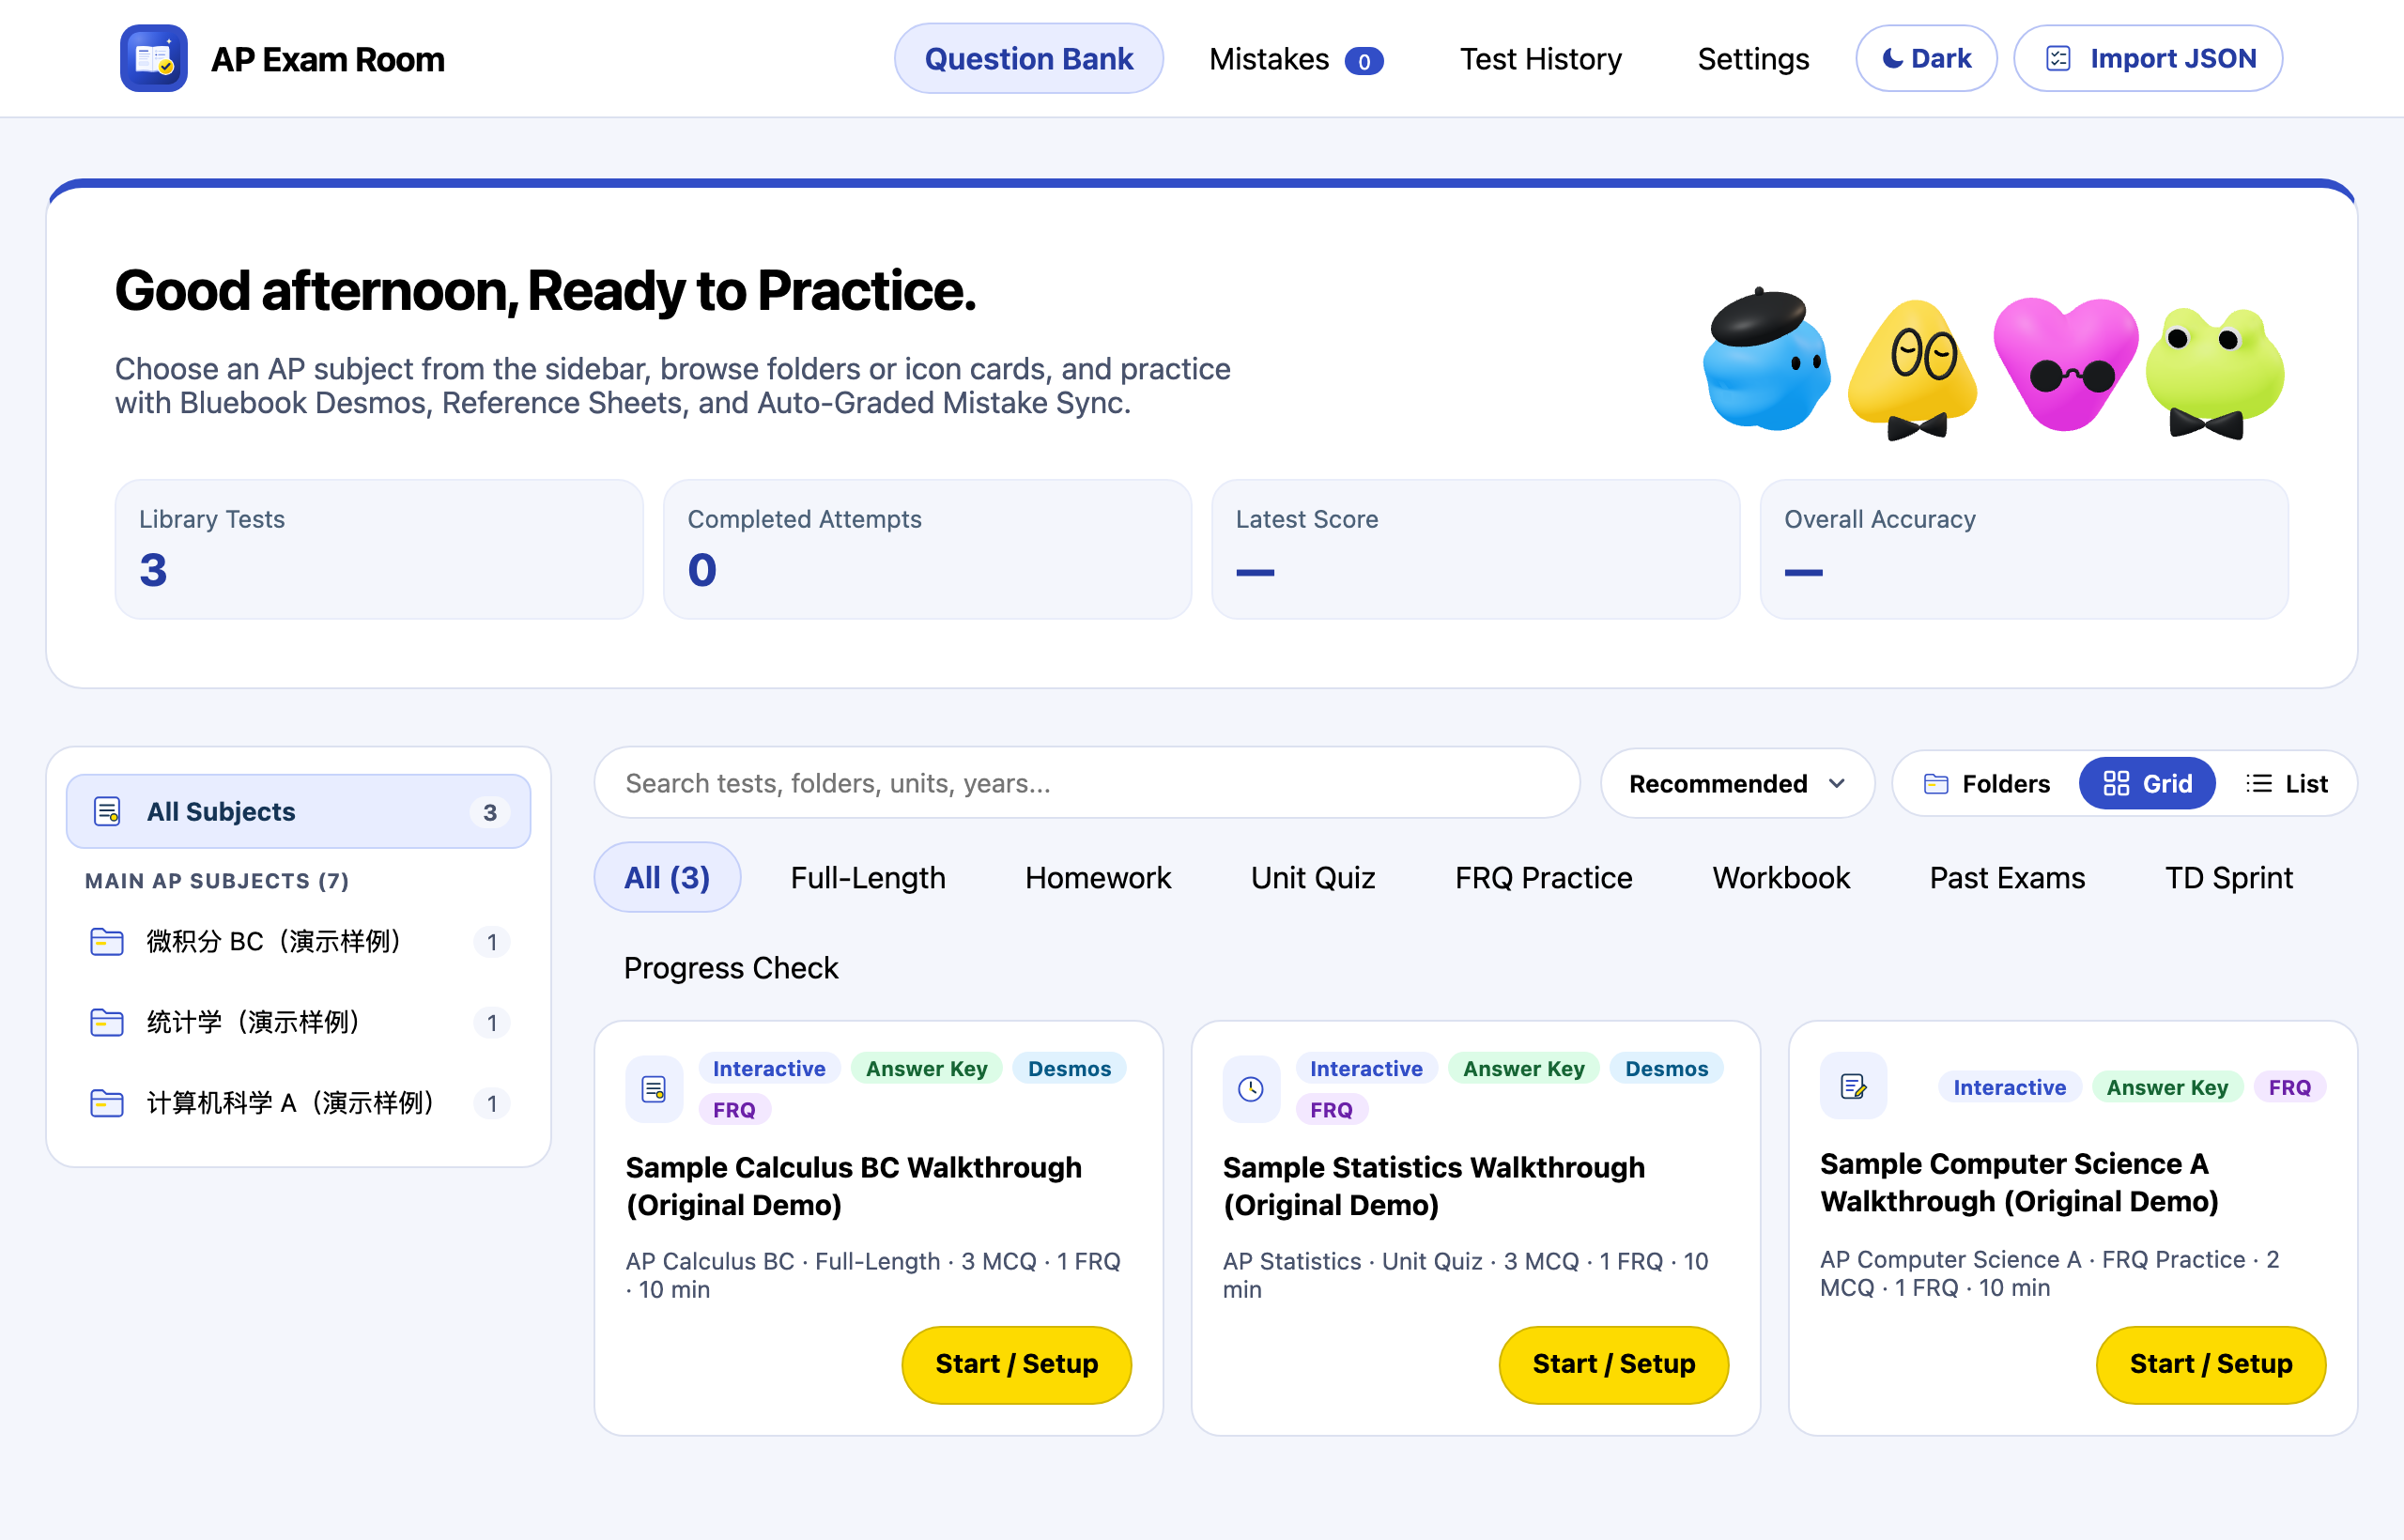 AP Exam Room
Question Bank
Mistakes 0
Test History
Settings
Dark
Import JSON
Good afternoon, Ready to Practice.
Choose an AP subject from the sidebar, browse folders or icon cards, and practice
with Bluebook Desmos, Reference Sheets, and Auto-Graded Mistake Sync.
Library Tests
3
Completed Attempts
0
Latest Score
—
Overall Accuracy
—
All Subjects 3
MAIN AP SUBJECTS (7)
微积分 BC（演示样例） 1
统计学（演示样例） 1
计算机科学 A（演示样例） 1
Search tests, folders, units, years...
Recommended
Folders
Grid
List
All (3)
Full-Length
Homework
Unit Quiz
FRQ Practice
Workbook
Past Exams
TD Sprint
Progress Check
Interactive Answer Key Desmos
FRQ
Sample Calculus BC Walkthrough
(Original Demo)
AP Calculus BC · Full-Length · 3 MCQ · 1 FRQ
· 10 min
Start / Setup
Interactive Answer Key Desmos
FRQ
Sample Statistics Walkthrough
(Original Demo)
AP Statistics · Unit Quiz · 3 MCQ · 1 FRQ · 10
min
Start / Setup
Interactive Answer Key FRQ
Sample Computer Science A
Walkthrough (Original Demo)
AP Computer Science A · FRQ Practice · 2
MCQ · 1 FRQ · 10 min
Start / Setup